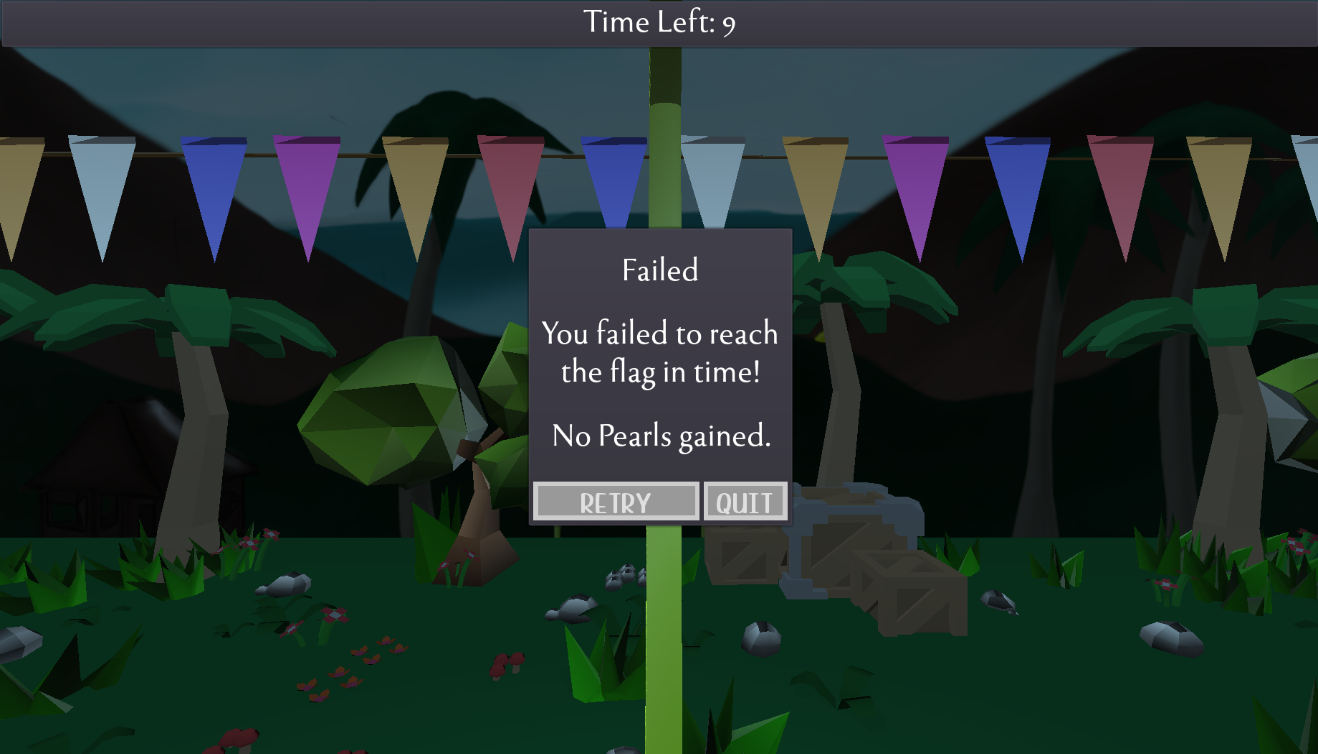 Time Left: 9
Failed
You failed to reach
the flag in time!
No Pearls gained.
RETRY QUIT